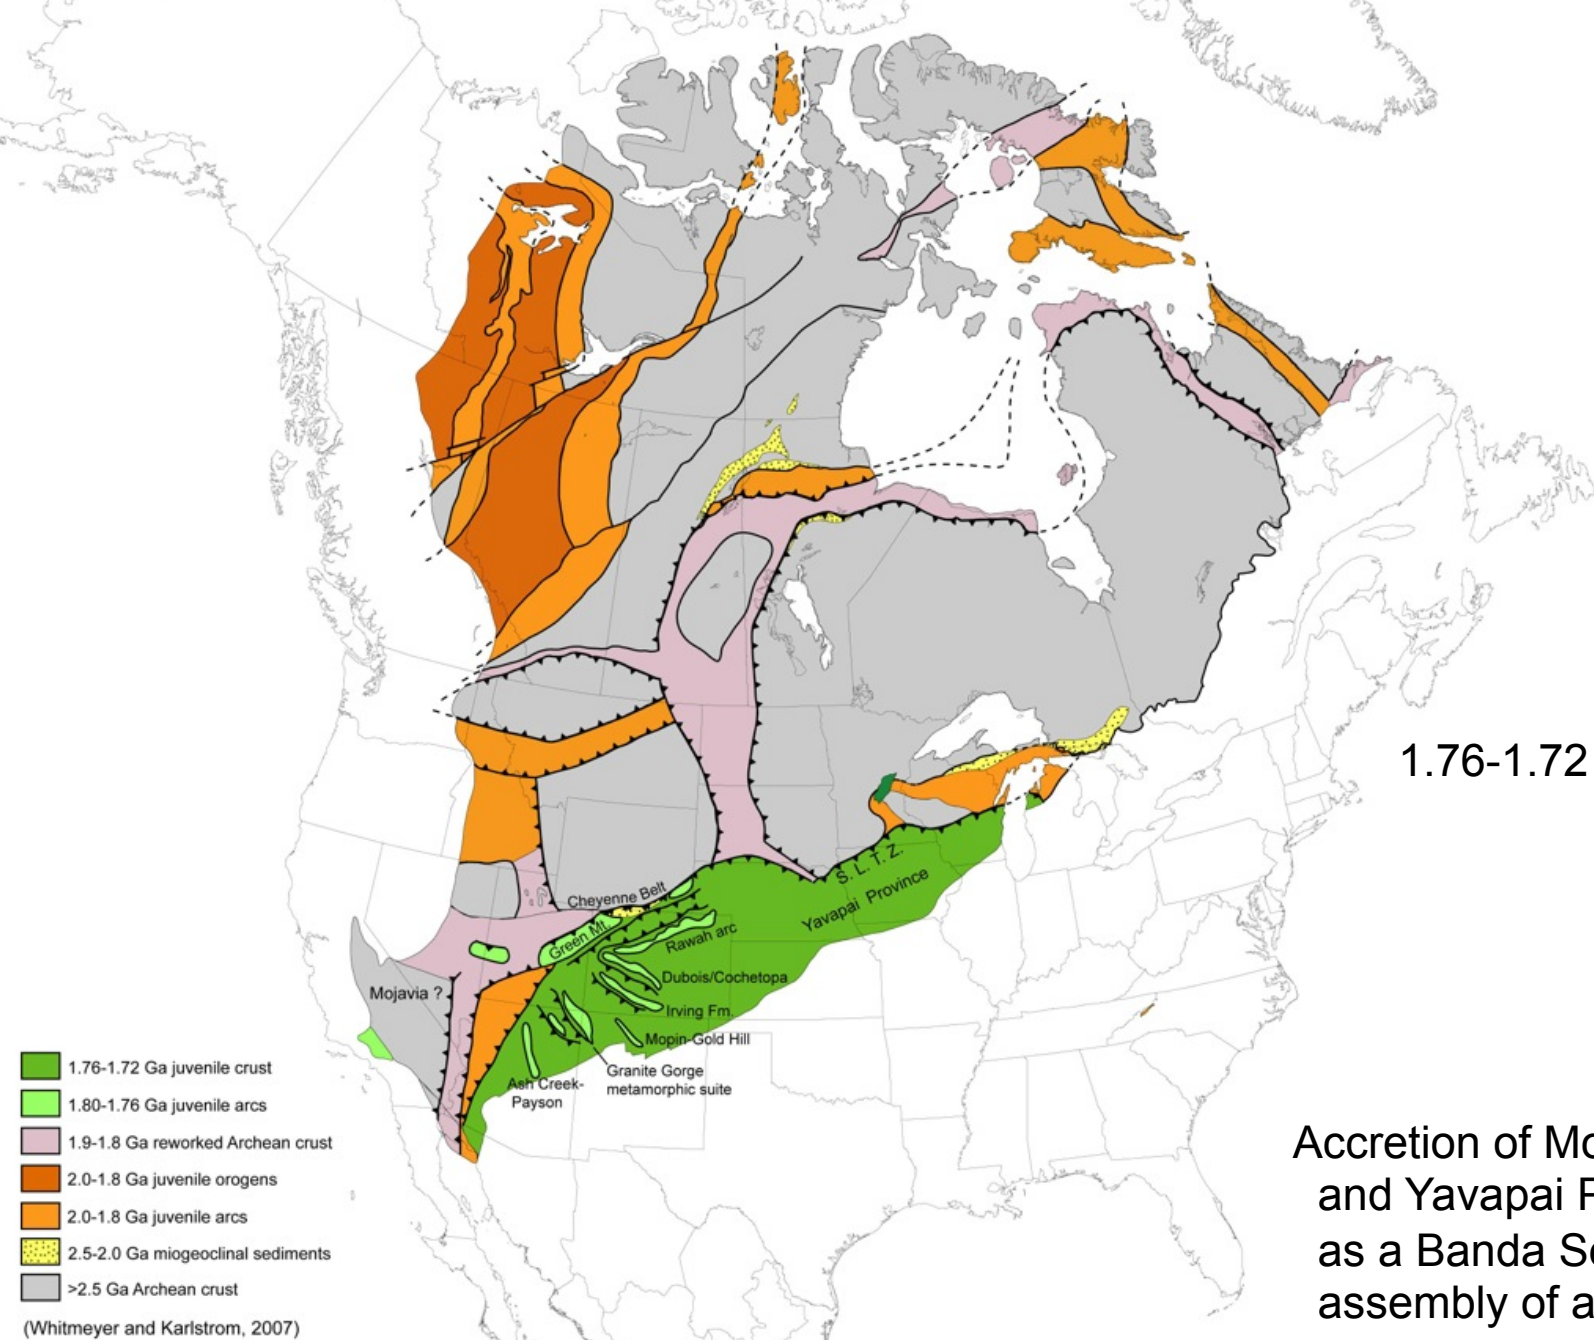 1.76-1.72
S. L. T. Z.
Yavapai Province
Cheyenne Belt
Green Mt.
Rawah arc
Dubois/Cochetopa
Mojavia ?
Irving Fm.
Mopin-Gold Hill
Granite Gorge
metamorphic suite
Ash Creek-
Payson
1.76-1.72 Ga juvenile crust
1.80-1.76 Ga juvenile arcs
1.9-1.8 Ga reworked Archean crust
2.0-1.8 Ga juvenile orogens
2.0-1.8 Ga juvenile arcs
2.5-2.0 Ga miogeoclinal sediments
>2.5 Ga Archean crust
(Whitmeyer and Karlstrom, 2007)
Accretion of Mo
and Yavapai P
as a Banda Se
assembly of a